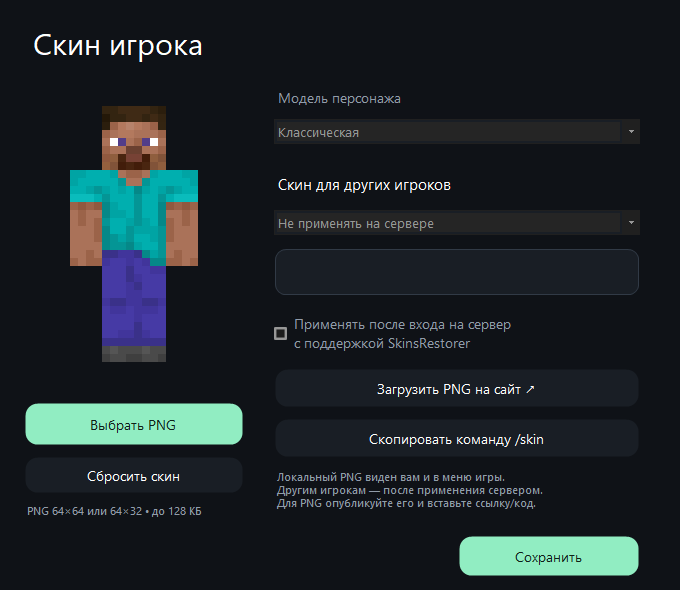 Скин игрока
Модель персонажа
Классическая
Скин для других игроков
Не применять на сервере
Применять после входа на сервер
с поддержкой SkinsRestorer
Загрузить PNG на сайт ↗
Выбрать PNG
Скопировать команду /skin
Сбросить скин
Локальный PNG виден вам и в меню игры.
Другим игрокам — после применения сервером.
Для PNG опубликуйте его и вставьте ссылку/код.
PNG 64×64 или 64×32 • до 128 КБ
Сохранить